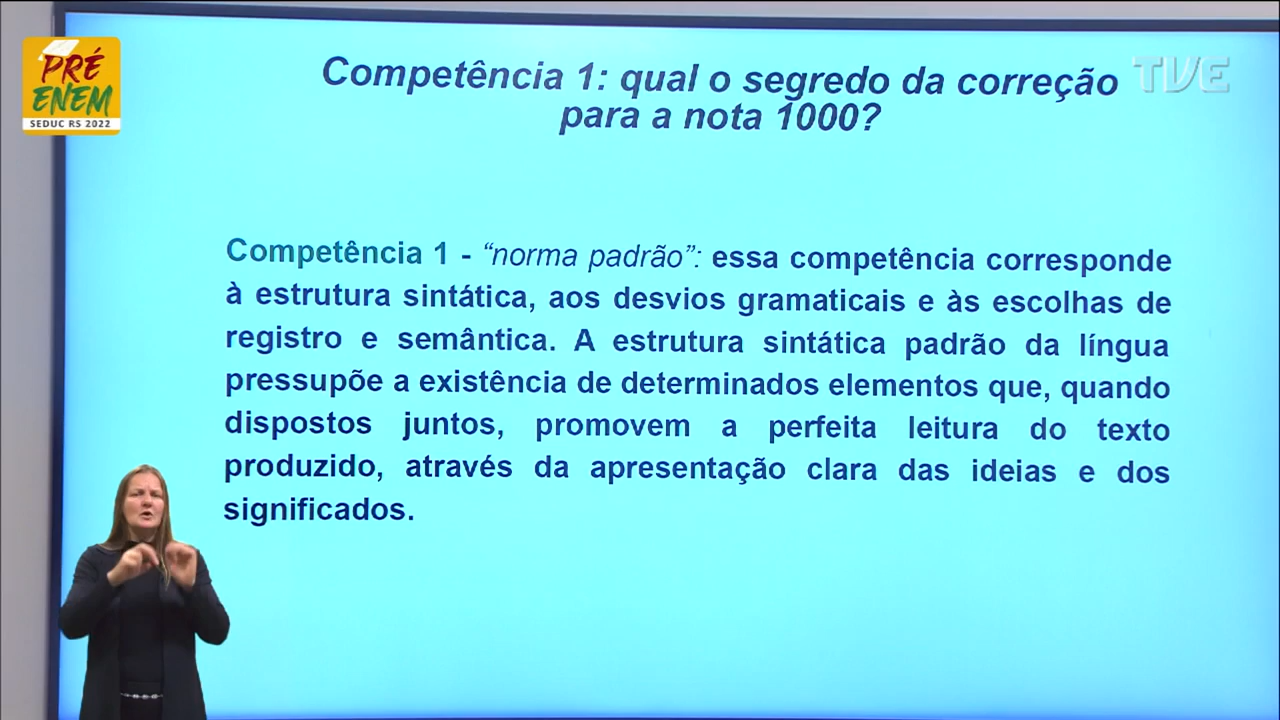 PRÉ
ENEM
SEDUC RS 2022
TVE
Competência 1: qual o segredo da correção
para a nota 1000?
Competência 1 - “norma padrão”: essa competência corresponde
à estrutura sintática, aos desvios gramaticais e às escolhas de
registro e semântica. A estrutura sintática padrão da língua
pressupõe a existência de determinados elementos que, quando
dispostos juntos, promovem a perfeita leitura do texto
produzido, através da apresentação clara das ideias e dos
significados.